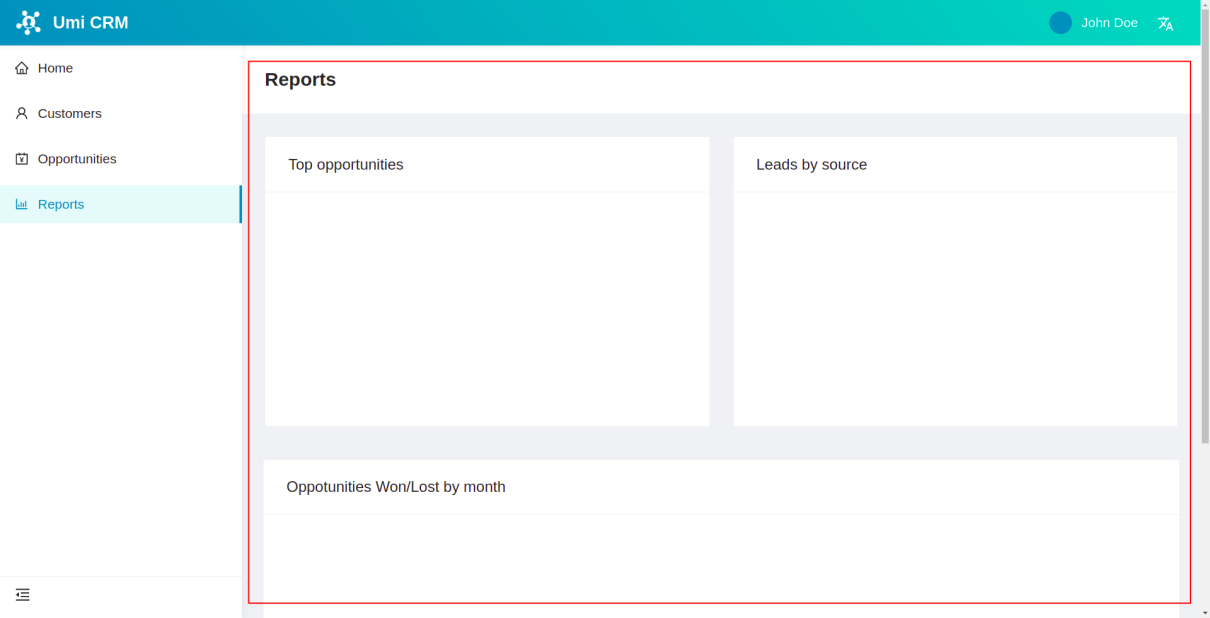 Umi CRM
John Doe
Home
Customers
Opportunities
Reports
Reports
Top opportunities
Leads by source
Oppotunities Won/Lost by month